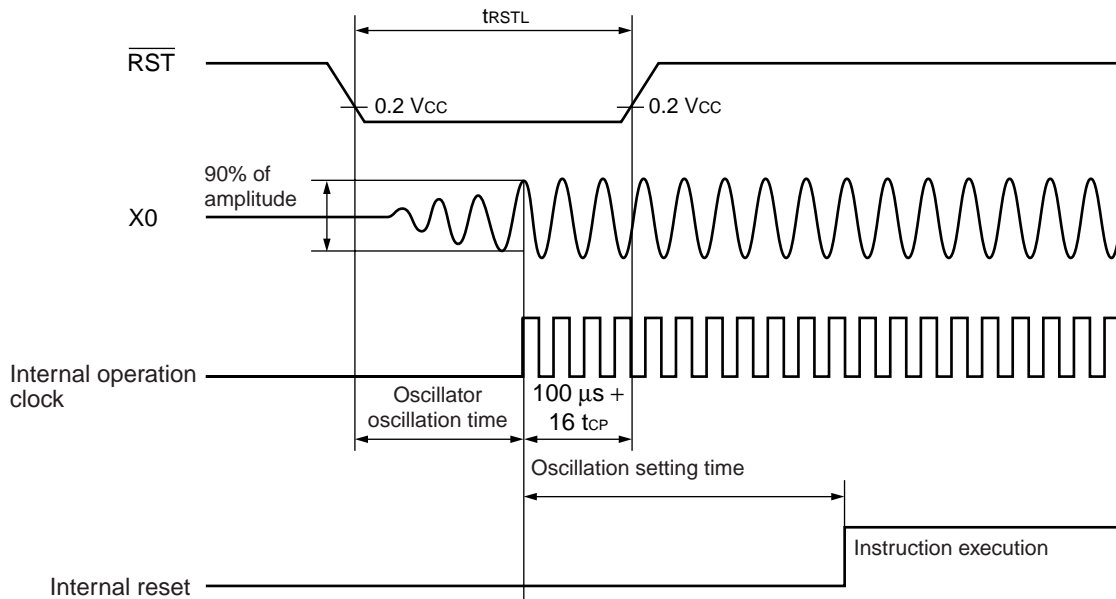 tRSTL
RST
0.2 VCC
0.2 VCC
90% of
amplitude
X0
Internal operation
clock
Oscillator
oscillation time
100 μs +
16 tCP
Oscillation setting time
Instruction execution
Internal reset